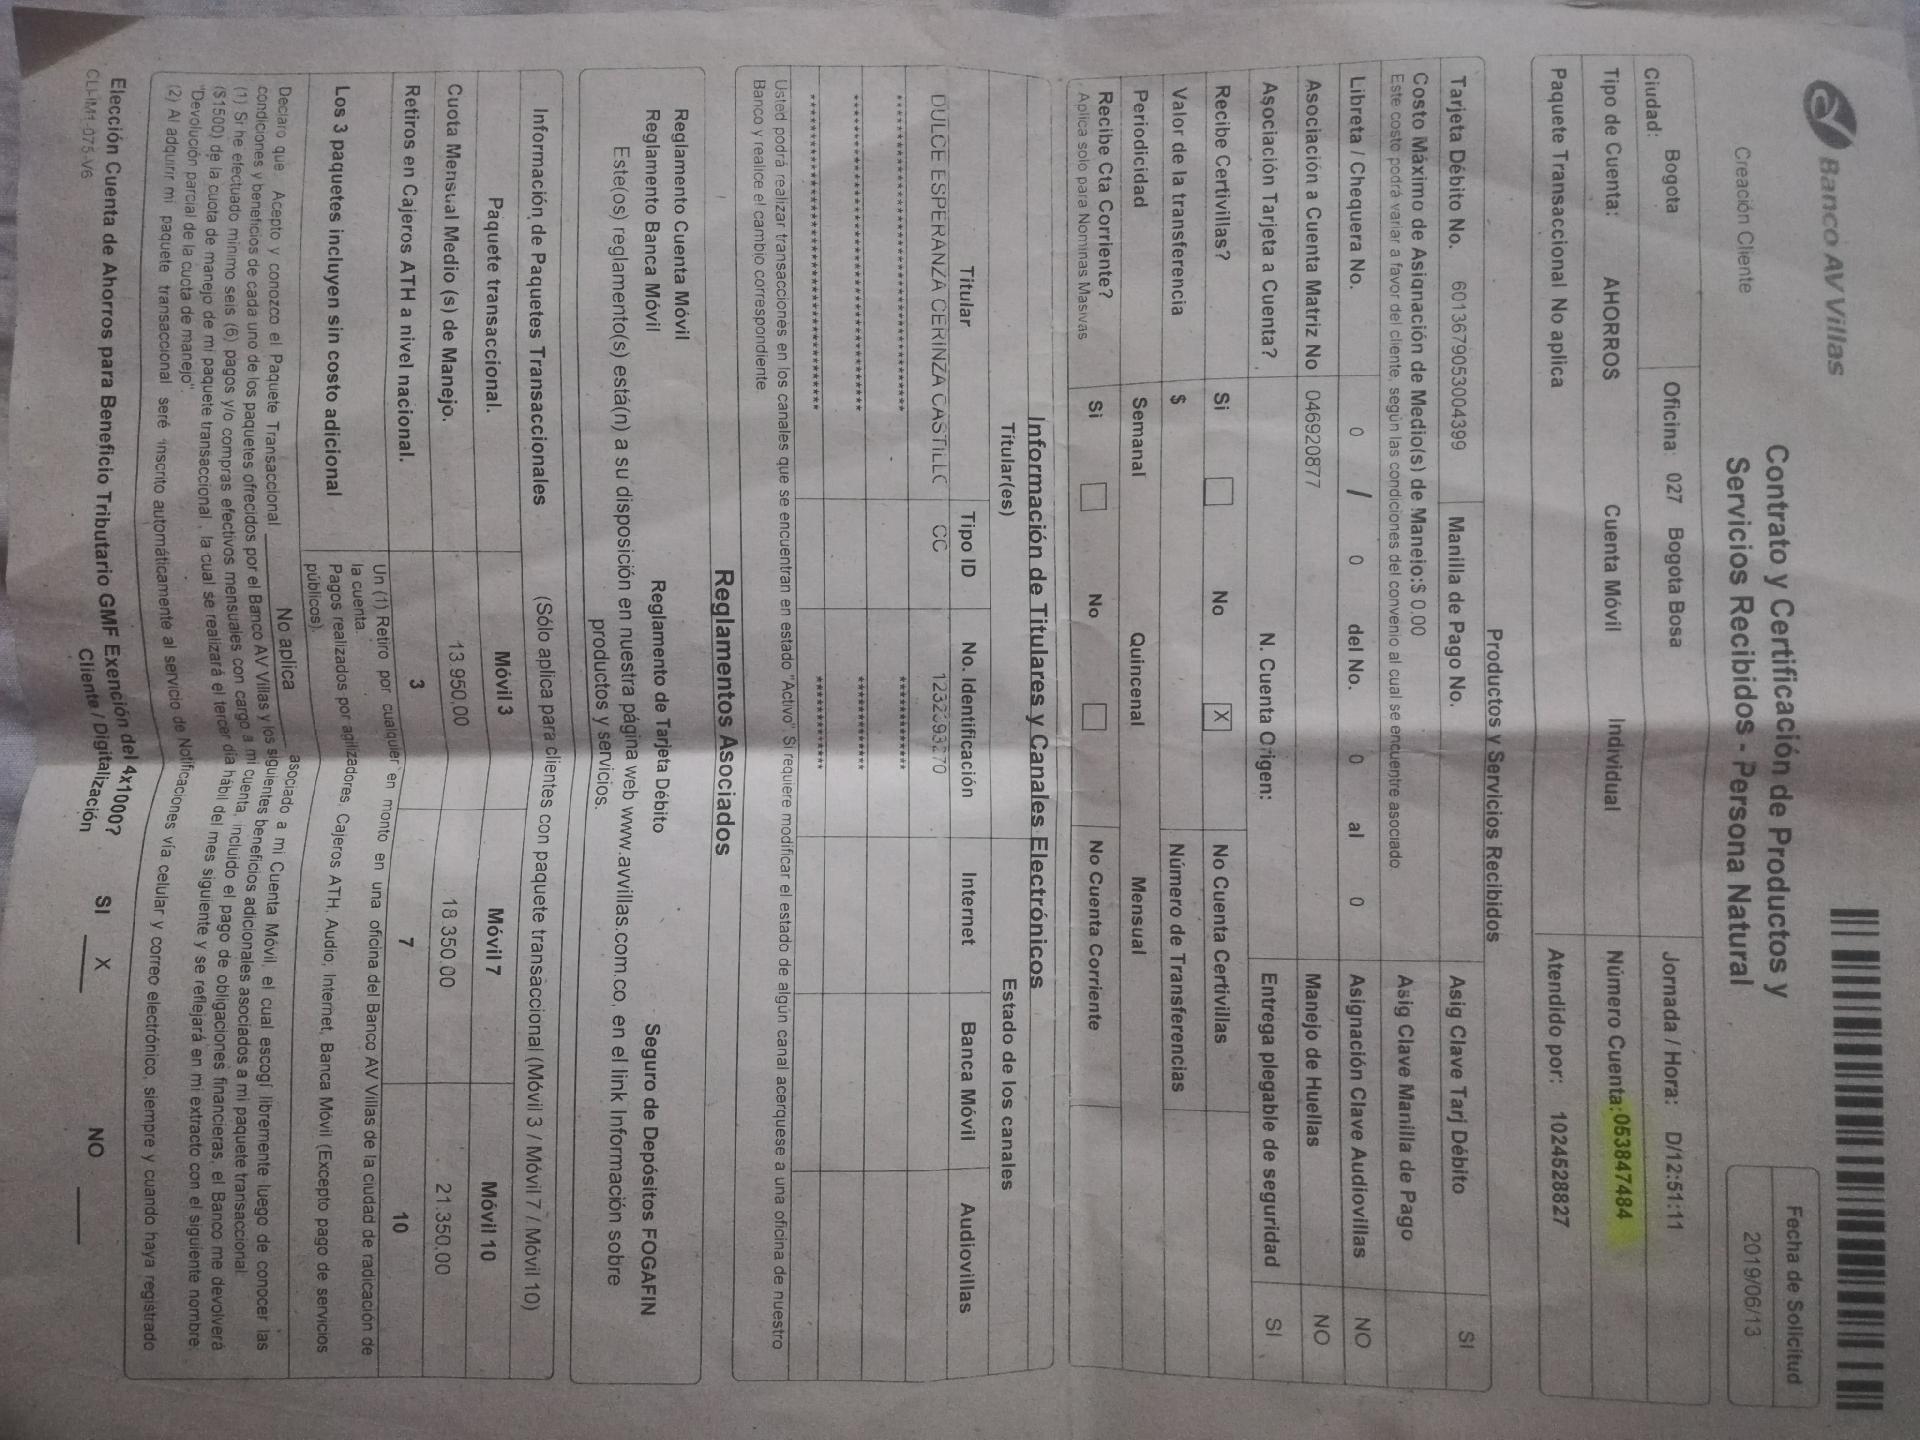 Banco AV Villas
Creación Cliente
Contrato y Certificación de Productos y
Servicios Recibidos - Persona Natural
Fecha de Solicitud
2019/06/13
Ciudad: Bogota Oficina: 027 Bogota Bosa Jornada / Hora: D/12:51:11
Tipo de Cuenta: AHORROS Cuenta Móvil Individual Número Cuenta: 053847484
Paquete Transaccional No aplica Atendido por: 1024528827
Productos y Servicios Recibidos
Tarjeta Débito No. 6013679053004399 Manilla de Pago No. Asig Clave Tarj Débito SI
Costo Máximo de Asignación de Medio(s) de Manejo:$ 0.00 Asig Clave Manilla de Pago
Este costo podrá variar a favor del cliente, según las condiciones del convenio al cual se encuentre asociado.
Libreta / Chequera No. 0 / 0 del No. 0 al 0 Asignación Clave Audiovillas NO
Asociación a Cuenta Matriz No 046920877 Manejo de Huellas NO
Asociación Tarjeta a Cuenta? N. Cuenta Origen: Entrega plegable de seguridad SI
Recibe Certivillas? Si No X No Cuenta Certivillas
Valor de la transferencia $ Número de Transferencias
Periodicidad Semanal Quincenal Mensual
Recibe Cta Corriente? Si No No Cuenta Corriente
Aplica solo para Nominas Masivas
Información de Titulares y Canales Electrónicos
Titular(es) Estado de los canales
Titular Tipo ID No. Identificación Internet Banca Móvil Audiovillas
DULCE ESPERANZA CERINZA CASTILLO CC
Usted podrá realizar transacciones en los canales que se encuentran en estado "Activo". Si requiere modificar el estado de algún canal acerquese a una oficina de nuestro
Banco y realice el cambio correspondiente.
Reglamentos Asociados
Reglamento Cuenta Móvil Reglamento de Tarjeta Débito Seguro de Depósitos FOGAFIN
Reglamento Banca Móvil
Este(os) reglamento(s) está(n) a su disposición en nuestra página web www.avvillas.com.co, en el link Información sobre
productos y servicios.
Información de Paquetes Transaccionales (Sólo aplica para clientes con paquete transaccional (Móvil 3 / Móvil 7 / Móvil 10)
Paquete transaccional. Móvil 3 Móvil 7 Móvil 10
Cuota Mensual Medio (s) de Manejo. 13.950,00 18.350,00 21.350,00
Retiros en Cajeros ATH a nivel nacional. 3 7 10
Los 3 paquetes incluyen sin costo adicional
Un (1) Retiro por cualquier en monto en una oficina del Banco AV Villas de la ciudad de radicación de
la cuenta.
Pagos realizados por agilizadores, Cajeros ATH, Audio, Internet, Banca Móvil (Excepto pago de servicios
públicos).
Declaro que Acepto y conozco el Paquete Transaccional No aplica asociado a mi Cuenta Móvil, el cual escogí libremente luego de conocer las
condiciones y beneficios de cada uno de los paquetes ofrecidos por el Banco AV Villas y los siguientes beneficios adicionales asociados a mi paquete transaccional:
(1) Si he efectuado mínimo seis (6) pagos y/o compras efectivos mensuales con cargo a mi cuenta, incluido el pago de obligaciones financieras, el Banco me devolverá
($1500) de la cuota de manejo de mi paquete transaccional, la cual se realizará el tercer día hábil del mes siguiente y se reflejará en mi extracto con el siguiente nombre:
"Devolución parcial de la cuota de manejo".
(2) Al adquirir mi paquete transaccional seré inscrito automáticamente al servicio de Notificaciones vía celular y correo electrónico, siempre y cuando haya registrado
Elección Cuenta de Ahorros para Beneficio Tributario GMF Exención del 4x1000? SI X NO
CLI-IM1-075-V6 Cliente / Digitalización